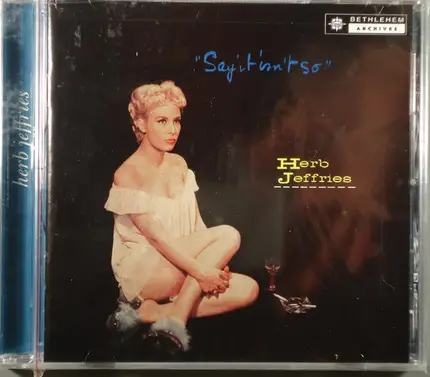 BETHLEHEM
ARCHIVES
"Say it isn't so"
Herb
Jeffries
herb jeffries